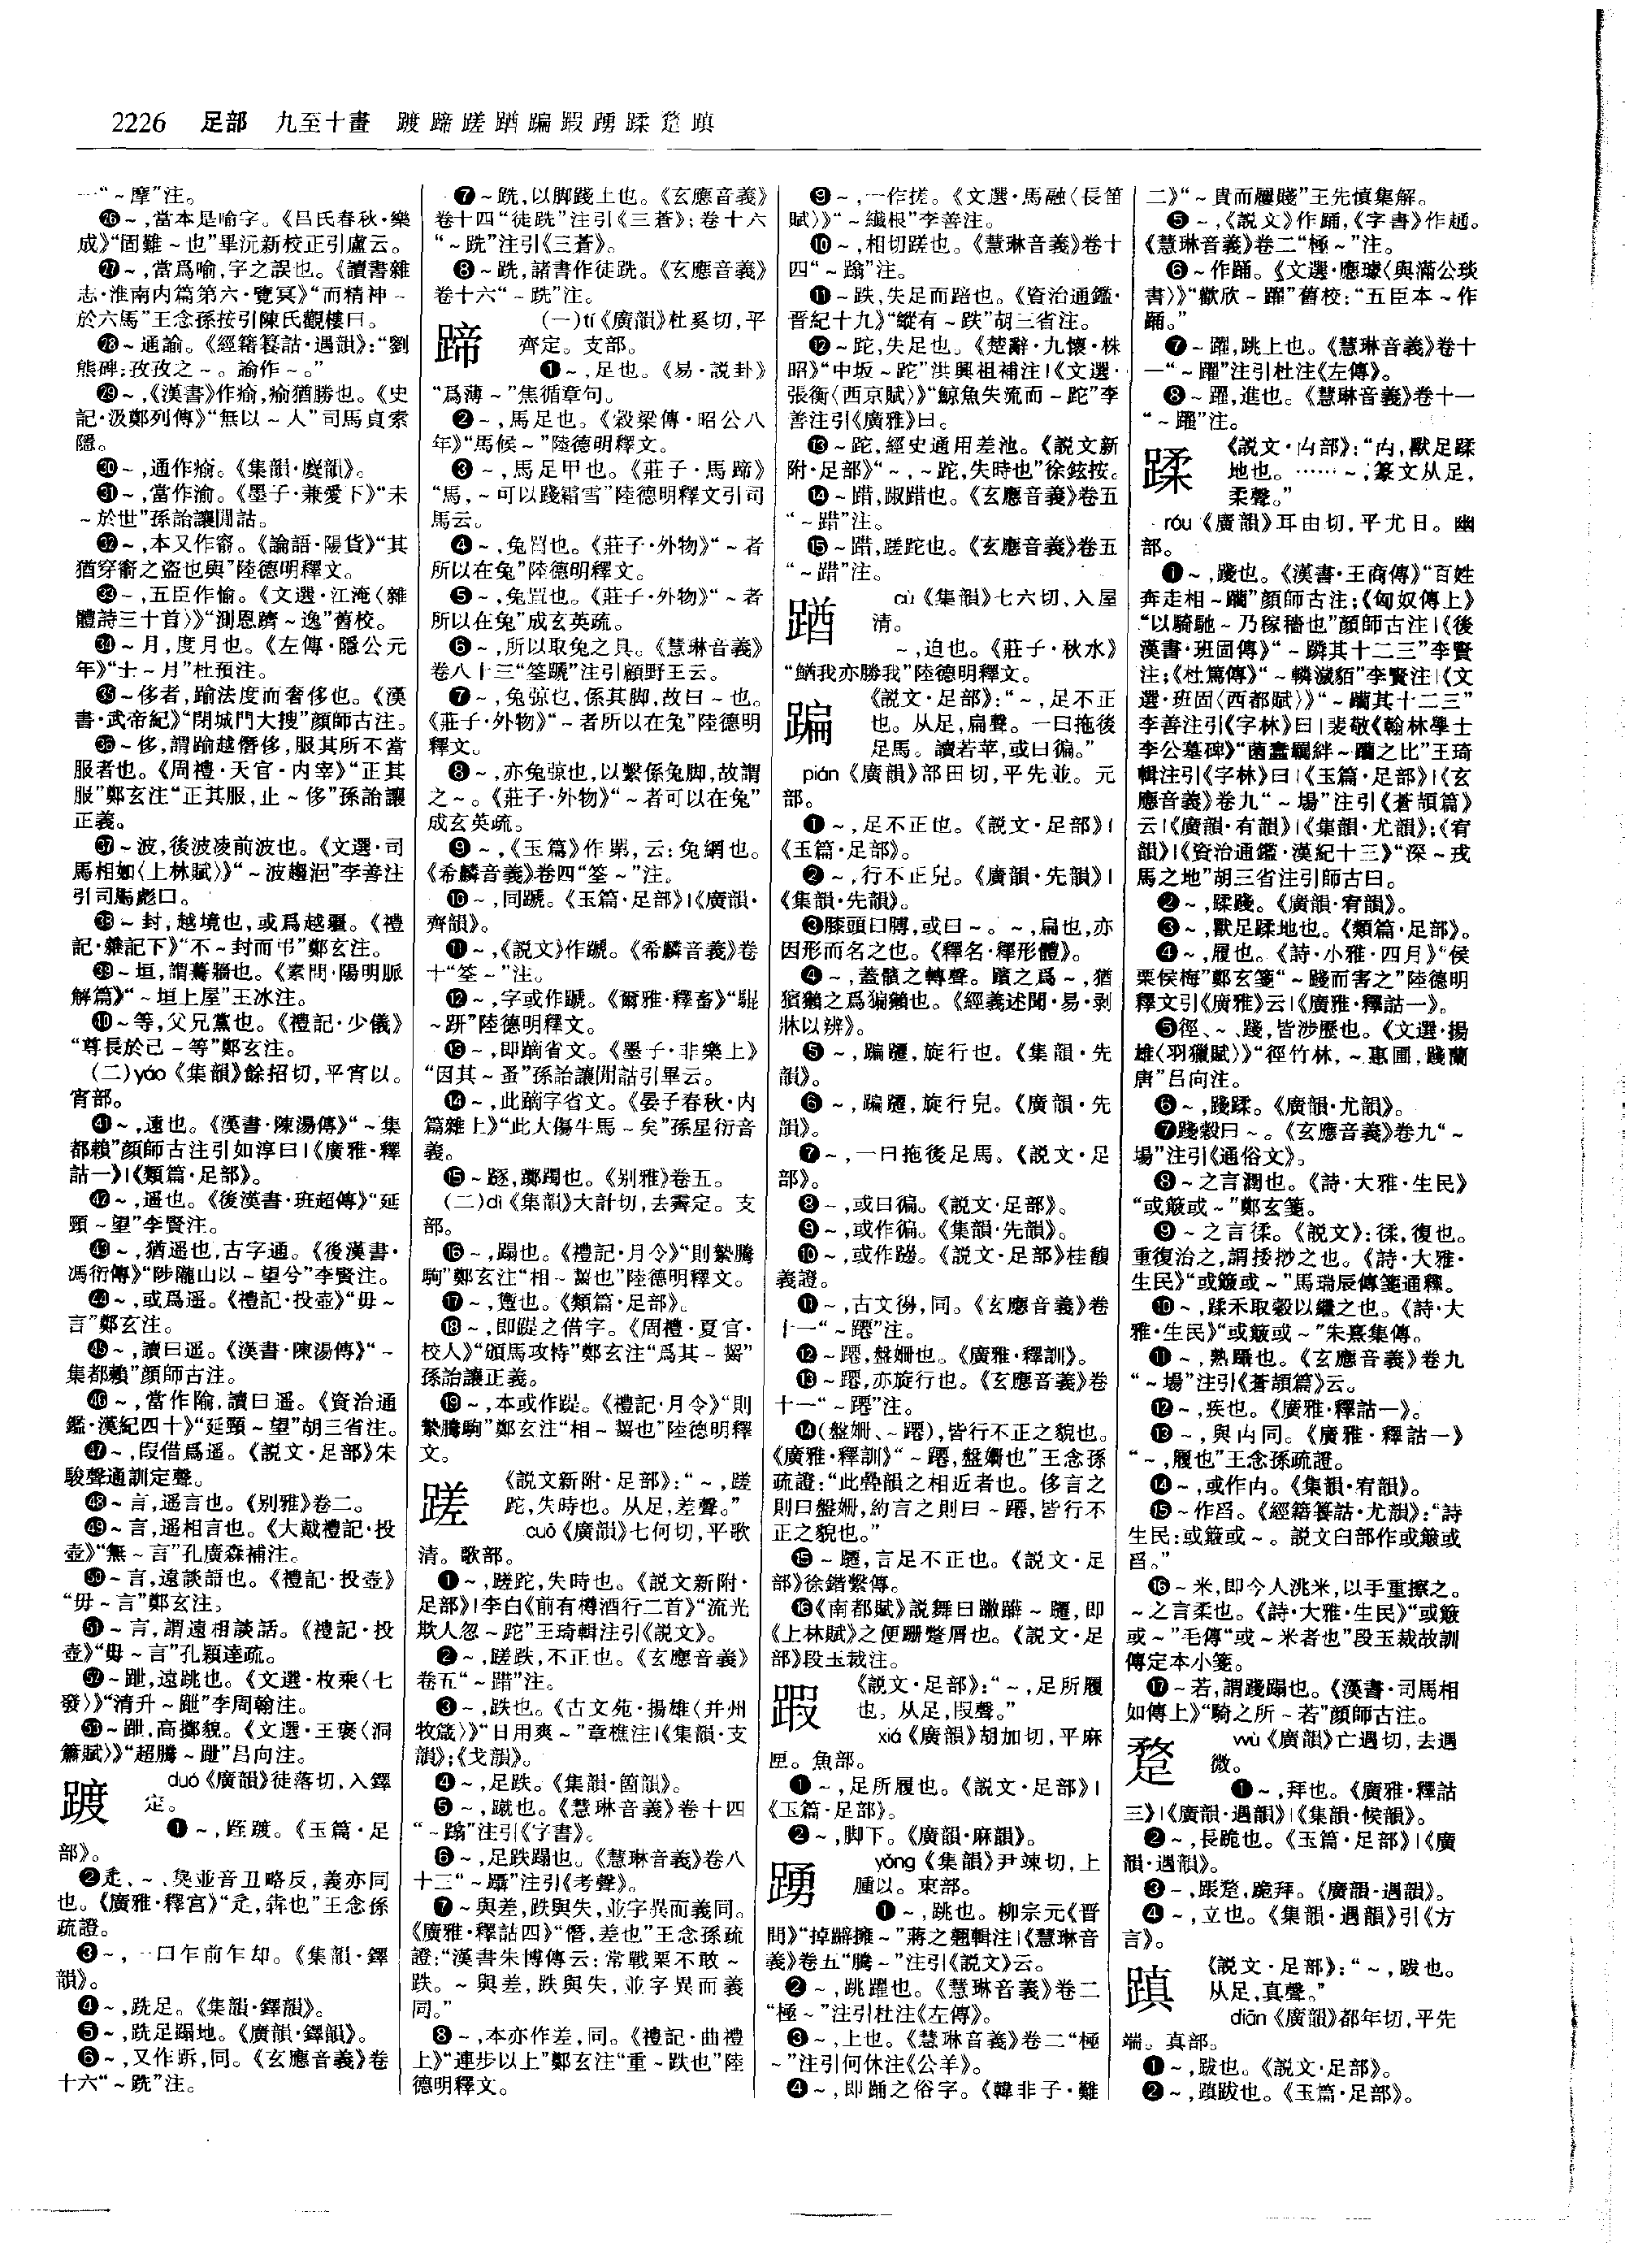 2226 足部 九至十畫 踱蹄蹉踏蹁踏踴蹂蹔蹎
一“～摩”注。
㉖～,當本是喻字。《吕氏春秋·樂
成》“固難～也”畢沅新校正引盧云。
㉗～,當爲喻,字之誤也。《讀書雜
志·淮南内篇第六·覽冥》“而精神～
於六馬”王念孫按引陳氏觀樓曰。
㉘～通諭。《經籍籑詁·遇韻》:“劉
熊碑:孜孜之～。諭作～。”
㉙～,《漢書》作瘉,瘉猶勝也。《史
記·汲鄭列傳》“無以～人”司馬貞索
隱。
㉚～,通作瘉。《集韻·噳韻》。
㉛～,當作渝。《墨子·兼愛下》“未
～於世”孫詒讓閒詁。
㉜～,本又作窬。《論語·陽貨》“其
猶穿窬之盗也與”陸德明釋文。
㉝～,五臣作愉。《文選·江淹〈雜
體詩三十首〉》“測恩躋～逸”舊校。
㉞～月,度月也。《左傳·隱公元
年》“士～月”杜預注。
㉟～侈者,踰法度而奢侈也。《漢
書·武帝紀》“閉城門大搜”顔師古注。
㊱～侈,謂踰越僭侈,服其所不當
服者也。《周禮·天官·内宰》“正其
服”鄭玄注“正其服,止～侈”孫詒讓
正義。
㊲～波,後波凌前波也。《文選·司
馬相如〈上林賦〉》“～波趨浥”李善注
引司馬彪曰。
㊳～封,越境也,或爲越疆。《禮
記·雜記下》“不～封而弔”鄭玄注。
㊴～垣,謂驀牆也。《素問·陽明脈
解篇》“～垣上屋”王冰注。
㊵～等,父兄黨也。《禮記·少儀》
“尊長於己～等”鄭玄注。
(二)yáo《集韻》餘招切,平宵以。
宵部。
㊶～,遠也。《漢書·陳湯傳》“～集
都賴”顔師古注引如淳曰|《廣雅·釋
詁一》|《類篇·足部》。
㊷～,遥也。《後漢書·班超傳》“延
頸～望”李賢注。
㊸～,猶遥也,古字通。《後漢書·
馮衍傳》“陟隴山以～望兮”李賢注。
㊹～,或爲遥。《禮記·投壺》“毋～
言”鄭玄注。
㊺～,讀曰遥。《漢書·陳湯傳》“～
集都賴”顔師古注。
㊻～,當作隃,讀曰遥。《資治通
鑑·漢紀四十》“延頸～望”胡三省注。
㊼～,叚借爲遥。《説文·足部》朱
駿聲通訓定聲。
㊽～言,遥言也。《别雅》卷二。
㊾～言,遥相言也。《大戴禮記·投
壺》“無～言”孔廣森補注。
㊿～言,遠談語也。《禮記·投壺》
“毋～言”鄭玄注。
51～言,謂遠相談話。《禮記·投
壺》“毋～言”孔穎達疏。
52～跇,遠跳也。《文選·枚乘〈七
發〉》“清升～跇”李周翰注。
53～跇,高擲貌。《文選·王褒〈洞
簫賦〉》“超騰～跇”吕向注。
踱 duó《廣韻》徒落切,入鐸
定。
❶～,跮踱。《玉篇·足
部》。
❷辵、～、㚟並音丑略反,義亦同
也。《廣雅·釋宫》“辵,犇也”王念孫
疏證。
❸～,一曰乍前乍却。《集韻·鐸
韻》。
❹～,跣足。《集韻·鐸韻》。
❺～,跣足蹋地。《廣韻·鐸韻》。
❻～,又作跅,同。《玄應音義》卷
十六“～跣”注。
❼～跣,以脚踐土也。《玄應音義》
卷十四“徒跣”注引《三蒼》;卷十六
“～跣”注引《三蒼》。
❽～跣,諸書作徒跣。《玄應音義》
卷十六“～跣”注。
蹄 (一)tí《廣韻》杜奚切,平
齊定。支部。
❶～,足也。《易·説卦》
“爲薄～”焦循章句。
❷～,馬足也。《穀梁傳·昭公八
年》“馬候～”陸德明釋文。
❸～,馬足甲也。《莊子·馬蹄》
“馬,～可以踐霜雪”陸德明釋文引司
馬云。
❹～,兔罥也。《莊子·外物》“～者
所以在兔”陸德明釋文。
❺～,兔罝也。《莊子·外物》“～者
所以在兔”成玄英疏。
❻～,所以取兔之具。《慧琳音義》
卷八十三“筌蹏”注引顧野王云。
❼～,兔弶也,係其脚,故曰～也。
《莊子·外物》“～者所以在兔”陸德明
釋文。
❽～,亦兔弶也,以繫係兔脚,故謂
之～。《莊子·外物》“～者可以在兔”
成玄英疏。
❾～,《玉篇》作罤,云:兔網也。
《希麟音義》卷四“筌～”注。
❿～,同蹏。《玉篇·足部》|《廣韻·
齊韻》。
⓫～,《説文》作蹏。《希麟音義》卷
十“筌～”注。
⓬～,字或作蹏。《爾雅·釋畜》“騉
～趼”陸德明釋文。
⓭～,即蹢省文。《墨子·非樂上》
“因其～蚤”孫詒讓閒詁引畢云。
⓮～,此蹢字省文。《晏子春秋·内
篇雜上》“此大傷牛馬～矣”孫星衍音
義。
⓯～跢,躑躅也。《别雅》卷五。
(二)dì《集韻》大計切,去霽定。支
部。
⓰～,蹋也。《禮記·月令》“則縶騰
駒”鄭玄注“相～齧也”陸德明釋文。
⓱～,躗也。《類篇·足部》。
⓲～,即踶之借字。《周禮·夏官·
校人》“頒馬攻特”鄭玄注“爲其～齧”
孫詒讓正義。
⓳～,本或作踶。《禮記·月令》“則
縶騰駒”鄭玄注“相～齧也”陸德明釋
文。
蹉 《説文新附·足部》:“～,蹉
跎,失時也。从足,差聲。”
cuō《廣韻》七何切,平歌
清。歌部。
❶～,蹉跎,失時也。《説文新附·
足部》|李白《前有樽酒行二首》“流光
欺人忽～跎”王琦輯注引《説文》。
❷～,蹉跌,不正也。《玄應音義》
卷五“～踖”注。
❸～,跌也。《古文苑·揚雄〈并州
牧箴〉》“日用爽～”章樵注|《集韻·支
韻》;《戈韻》。
❹～,足跌。《集韻·箇韻》。
❺～,蹴也。《慧琳音義》卷十四
“～蹹”注引《字書》。
❻～,足跌蹋也。《慧琳音義》卷八
十三“～躡”注引《考聲》。
❼～與差,跌與失,並字異而義同。
《廣雅·釋詁四》“僭,差也”王念孫疏
證:“漢書朱博傳云:常戰栗不敢～
跌。～與差,跌與失,並字異而義
同。”
❽～,本亦作差,同。《禮記·曲禮
上》“連步以上”鄭玄注“重～跌也”陸
德明釋文。
❾～,一作搓。《文選·馬融〈長笛
賦〉》“～纖根”李善注。
❿～,相切蹉也。《慧琳音義》卷十
四“～蹹”注。
⓫～跌,失足而踣也。《資治通鑑·
晉紀十九》“縱有～跌”胡三省注。
⓬～跎,失足也。《楚辭·九懷·株
昭》“中坂～跎”洪興祖補注|《文選·
張衡〈西京賦〉》“鯨魚失流而～跎”李
善注引《廣雅》曰。
⓭～跎,經史通用差池。《説文新
附·足部》“～,～跎,失時也”徐鉉按。
⓮～踖,踧踖也。《玄應音義》卷五
“～踖”注。
⓯～踖,蹉跎也。《玄應音義》卷五
“～踖”注。
cù《集韻》七六切,入屋
清。
～,迫也。《莊子·秋水》
“鰌我亦勝我”陸德明釋文。
蹁 《説文·足部》:“～,足不正
也。从足,扁聲。一曰拖後
足馬。讀若苹,或曰徧。”
pián《廣韻》部田切,平先並。元
部。
❶～,足不正也。《説文·足部》|
《玉篇·足部》。
❷～,行不正皃。《廣韻·先韻》|
《集韻·先韻》。
❸膝頭曰膞,或曰～。～,扁也,亦
因形而名之也。《釋名·釋形體》。
❹～,蓋髕之轉聲。髕之爲～,猶
獱獺之爲猵獺也。《經義述聞·易·剥
牀以辨》。
❺～,蹁躚,旋行也。《集韻·先
韻》。
❻～,蹁躚,旋行皃。《廣韻·先
韻》。
❼～,一曰拖後足馬。《説文·足
部》。
❽～,或曰徧。《説文·足部》。
❾～,或作徧。《集韻·先韻》。
❿～,或作䠙。《説文·足部》桂馥
義證。
⓫～,古文徬,同。《玄應音義》卷
十一“～𨇤”注。
⓬～𨇤,盤姍也。《廣雅·釋訓》。
⓭～𨇤,亦旋行也。《玄應音義》卷
十一“～𨇤”注。
⓮(盤姍、～𨇤),皆行不正之貌也。
《廣雅·釋訓》“～𨇤,盤姍也”王念孫
疏證:“此疊韻之相近者也。侈言之
則曰盤姍,約言之則曰～𨇤,皆行不
正之貌也。”
⓯～躚,言足不正也。《説文·足
部》徐鍇繫傳。
⓰《南都賦》説舞曰蹩躠～躚,即
《上林賦》之便跚蹩屑也。《説文·足
部》段玉裁注。
《説文·足部》:“～,足所履
也。从足,叚聲。”
xiá《廣韻》胡加切,平麻
匣。魚部。
❶～,足所履也。《説文·足部》|
《玉篇·足部》。
❷～,脚下。《廣韻·麻韻》。
踴 yǒng《集韻》尹竦切,上
腫以。東部。
❶～,跳也。柳宗元《晉
問》“掉躃擁～”蔣之翹輯注|《慧琳音
義》卷五“騰～”注引《説文》云。
❷～,跳躍也。《慧琳音義》卷二
“極～”注引杜注《左傳》。
❸～,上也。《慧琳音義》卷二“極
～”注引何休注《公羊》。
❹～,即踊之俗字。《韓非子·難
二》“～貴而屨賤”王先慎集解。
❺～,《説文》作踊,《字書》作趰。
《慧琳音義》卷二“極～”注。
❻～作踊。《文選·應璩〈與滿公琰
書〉》“歡欣～躍”舊校:“五臣本～作
踊。”
❼～躍,跳上也。《慧琳音義》卷十
一“～躍”注引杜注《左傳》。
❽～躍,進也。《慧琳音義》卷十一
“～躍”注。
蹂 《説文·禸部》:“禸,獸足蹂
地也。……～,篆文从足,
柔聲。”
róu《廣韻》耳由切,平尤日。幽
部。
❶～,踐也。《漢書·王商傳》“百姓
奔走相～躪”顔師古注;《匈奴傳上》
“以騎馳～乃稼穡也”顔師古注|《後
漢書·班固傳》“～躪其十二三”李賢
注;《杜篤傳》“～轔濊貊”李賢注|《文
選·班固〈西都賦〉》“～躪其十二三”
李善注引《字林》曰|裴敬《翰林學士
李公墓碑》“菌蠹羈絆～躪之比”王琦
輯注引《字林》曰|《玉篇·足部》|《玄
應音義》卷九“～場”注引《蒼頡篇》
云|《廣韻·有韻》|《集韻·尤韻》;《宥
韻》|《資治通鑑·漢紀十三》“深～戎
馬之地”胡三省注引師古曰。
❷～,蹂踐。《廣韻·宥韻》。
❸～,獸足蹂地也。《類篇·足部》。
❹～,履也。《詩·小雅·四月》“侯
栗侯梅”鄭玄箋“～踐而害之”陸德明
釋文引《廣雅》云|《廣雅·釋詁一》。
❺徑、～、踐,皆涉歷也。《文選·揚
雄〈羽獵賦〉》“徑竹林,～惠圃,踐蘭
唐”吕向注。
❻～,踐蹂。《廣韻·尤韻》。
❼踐穀曰～。《玄應音義》卷九“～
場”注引《通俗文》。
❽～之言潤也。《詩·大雅·生民》
“或簸或～”鄭玄箋。
❾～之言猱。《説文》:猱,復也。
重復治之,謂捼挱之也。《詩·大雅·
生民》“或簸或～”馬瑞辰傳箋通釋。
❿～,蹂禾取穀以繼之也。《詩·大
雅·生民》“或簸或～”朱熹集傳。
⓫～,熟躡也。《玄應音義》卷九
“～場”注引《蒼頡篇》云。
⓬～,疾也。《廣雅·釋詁一》。
⓭～,與禸同。《廣雅·釋詁一》
“～,履也”王念孫疏證。
⓮～,或作禸。《集韻·宥韻》。
⓯～作舀。《經籍籑詁·尤韻》:“詩
生民:或簸或～。説文臼部作或簸或
舀。”
⓰～米,即今人洮米,以手重擦之。
～之言柔也。《詩·大雅·生民》“或簸
或～”毛傳“或～米者也”段玉裁故訓
傳定本小箋。
⓱～若,謂踐蹋也。《漢書·司馬相
如傳上》“騎之所～若”顔師古注。
wù《廣韻》亡遇切,去遇
微。
❶～,拜也。《廣雅·釋詁
三》|《廣韻·遇韻》|《集韻·候韻》。
❷～,長跪也。《玉篇·足部》|《廣
韻·遇韻》。
❸～,䠆䠋,跪拜。《廣韻·遇韻》。
❹～,立也。《集韻·遇韻》引《方
言》。
蹎 《説文·足部》:“～,跋也。
从足,真聲。”
diān《廣韻》都年切,平先
端。真部。
❶～,跋也。《説文·足部》。
❷～,蹎跋也。《玉篇·足部》。